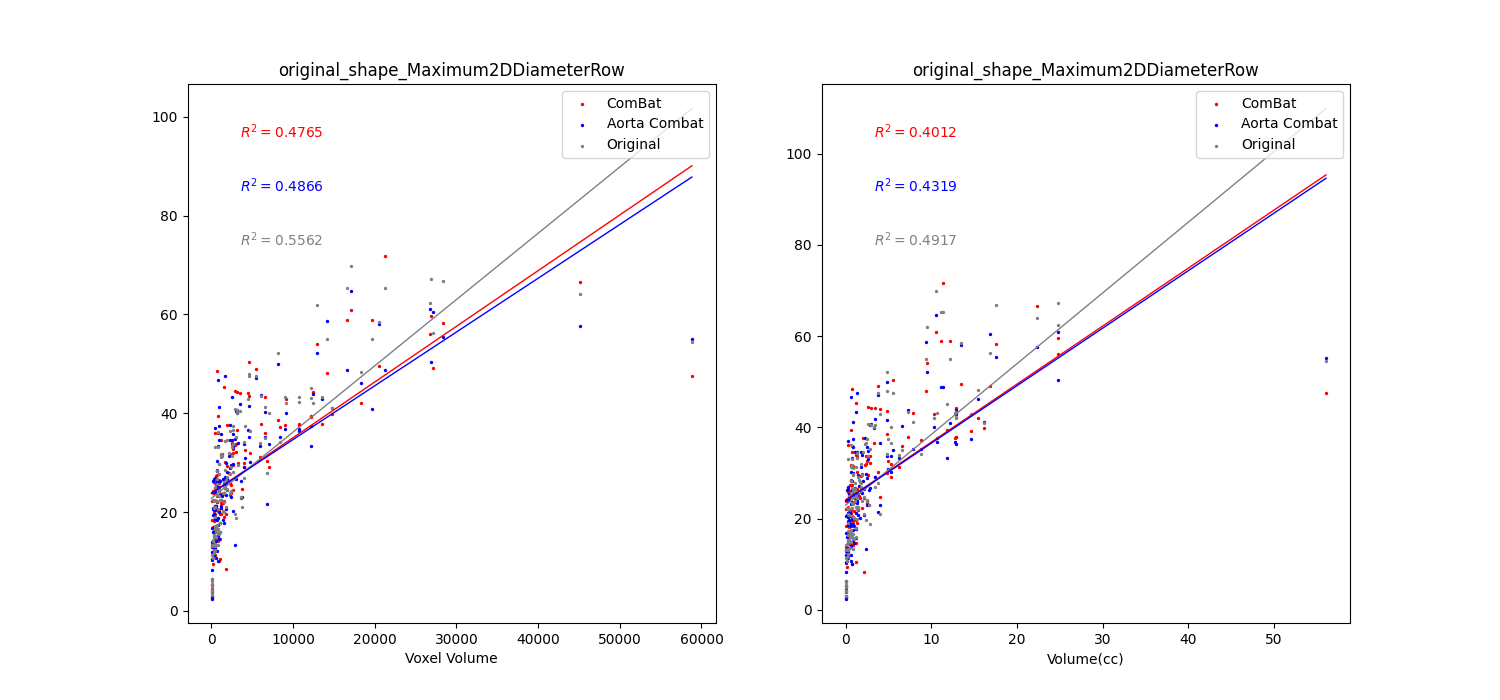 original_shape_Maximum2DDiameterRow
ComBat
Aorta Combat
Original
R² = 0.4765
R² = 0.4866
R² = 0.5562
100
80
60
40
20
0
0 10000 20000 30000 40000 50000 60000
Voxel Volume
original_shape_Maximum2DDiameterRow
ComBat
Aorta Combat
Original
R² = 0.4012
R² = 0.4319
R² = 0.4917
100
80
60
40
20
0
0 10 20 30 40 50
Volume(cc)